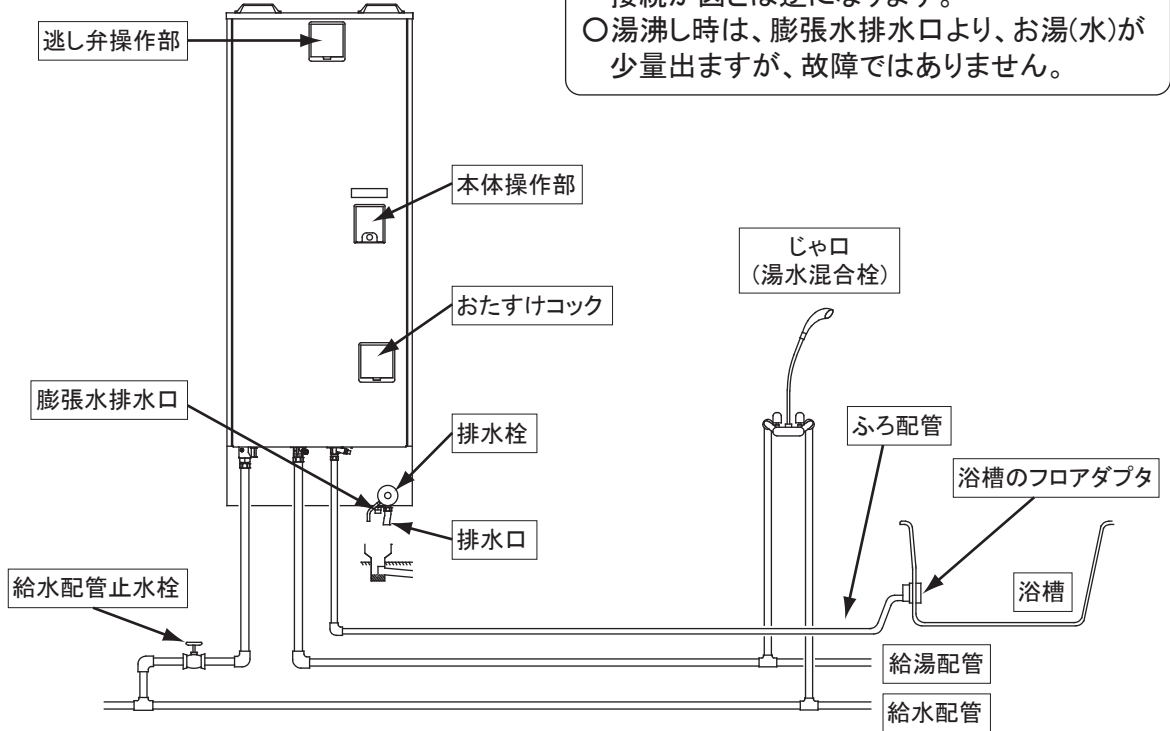 接続が図とは逆になります。
○湯沸し時は、膨張水排水口より、お湯(水)が
少量出ますが、故障ではありません。
逃し弁操作部
本体操作部
じゃ口
(湯水混合栓)
おたすけコック
膨張水排水口
排水栓
ふろ配管
浴槽のフロアダプタ
排水口
給水配管止水栓
浴槽
給湯配管
給水配管